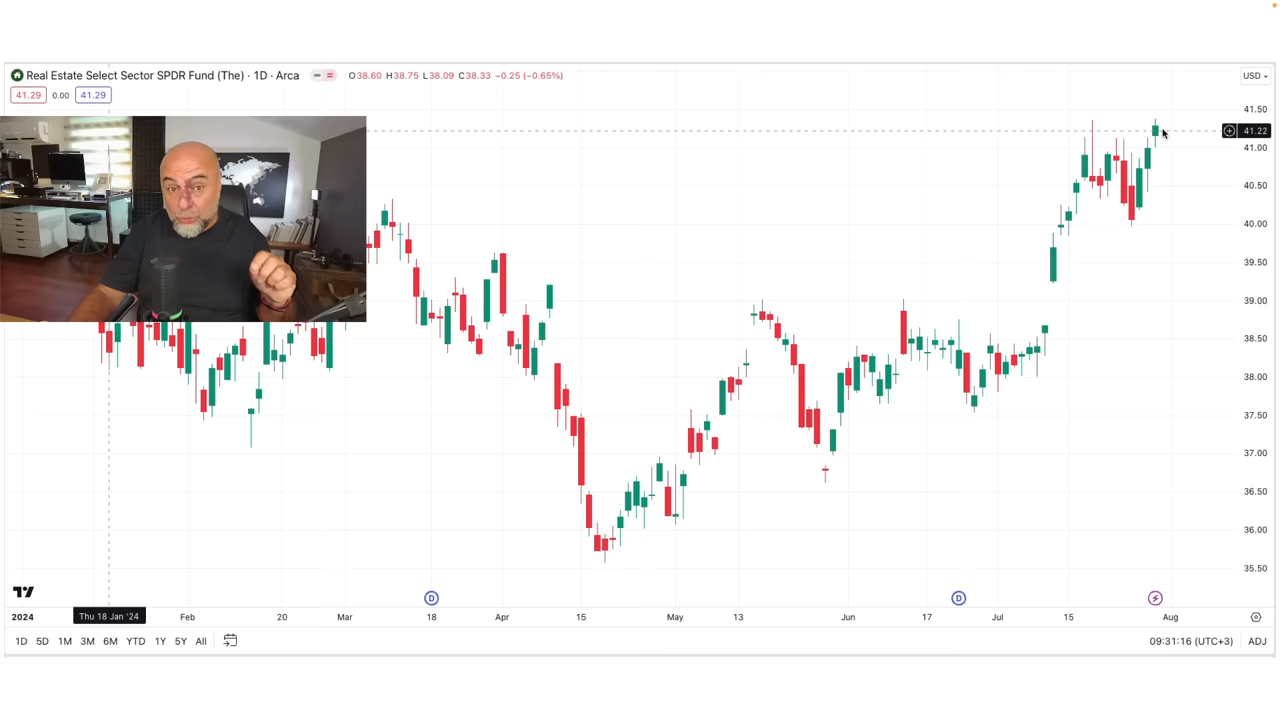 Real Estate Select Sector SPDR Fund (The) · 1D · Arca O38.60 H38.75 L38.09 C38.33 −0.25 (−0.65%)
USD
41.29 0.00 41.29
41.50
41.22
41.00
40.50
40.00
39.50
39.00
38.50
38.00
37.50
37.00
36.50
36.00
35.50
D D
2024 Thu 18 Jan '24 Feb 20 Mar 18 Apr 15 May 13 Jun 17 Jul 15 Aug
1D 5D 1M 3M 6M YTD 1Y 5Y All 09:31:16 (UTC+3) ADJ